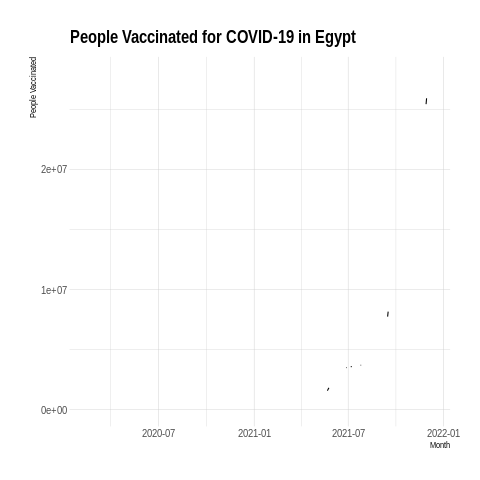 People Vaccinated for COVID-19 in Egypt
People Vaccinated
2e+07
1e+07
0e+00
2020-07
2021-01
2021-07
2022-01
Month